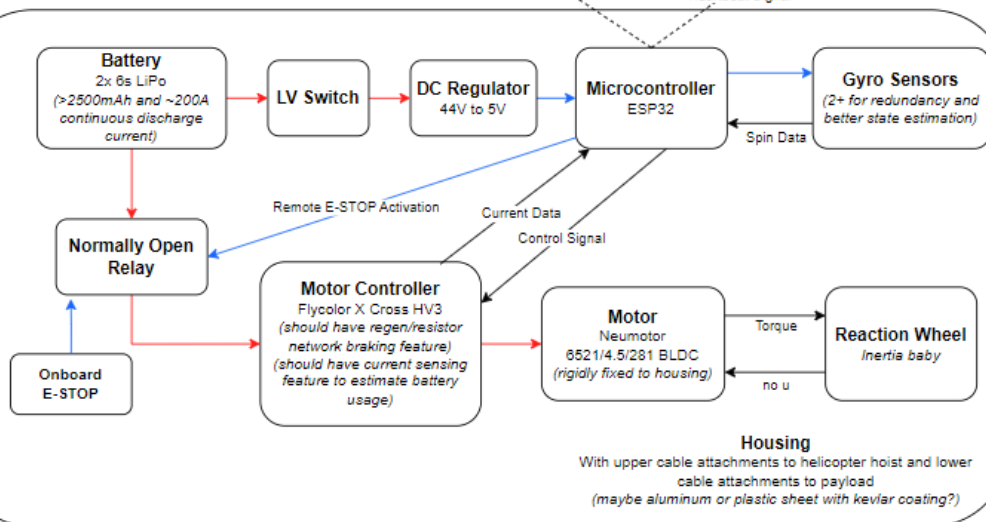 Battery
2x 6s LiPo
(>2500mAh and ~200A
continuous discharge
current)
LV Switch
DC Regulator
44V to 5V
Microcontroller
ESP32
Gyro Sensors
(2+ for redundancy and
better state estimation)
Spin Data
Remote E-STOP Activation
Current Data
Control Signal
Normally Open
Relay
Motor Controller
Flycolor X Cross HV3
(should have regen/resistor
network braking feature)
(should have current sensing
feature to estimate battery
usage)
Motor
Neumotor
6521/4.5/281 BLDC
(rigidly fixed to housing)
Torque
Reaction Wheel
Inertia baby
no u
Onboard
E-STOP
Housing
With upper cable attachments to helicopter hoist and lower
cable attachments to payload
(maybe aluminum or plastic sheet with kevlar coating?)